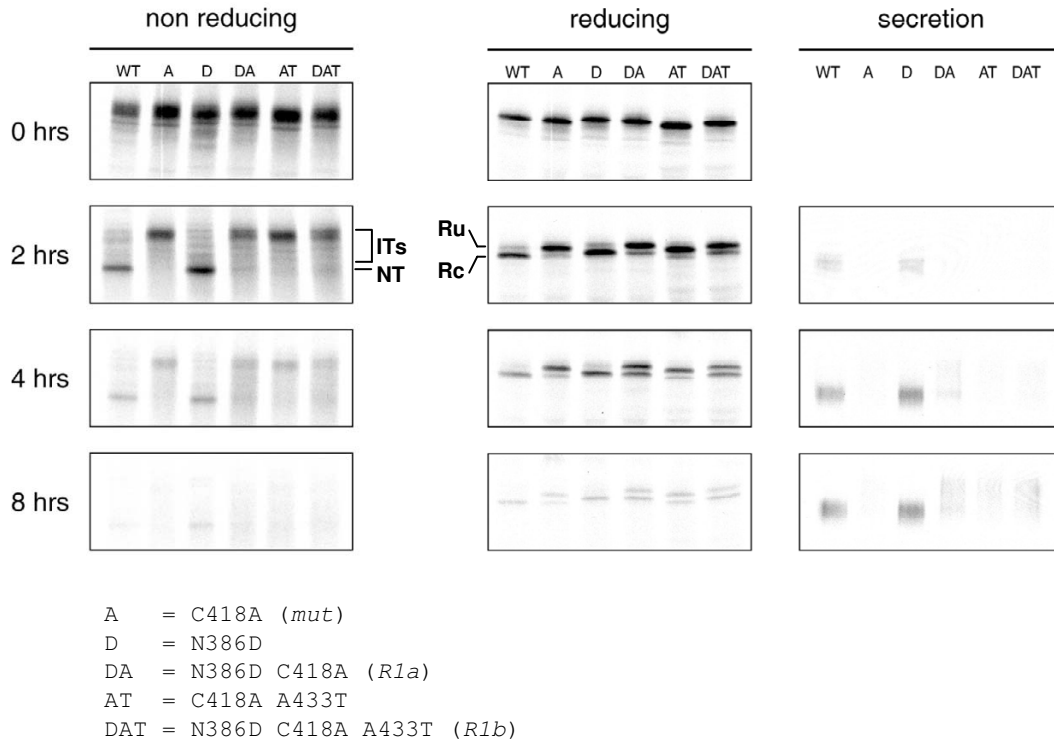 non reducing reducing secretion
WT A D DA AT DAT WT A D DA AT DAT WT A D DA AT DAT
0 hrs
2 hrs ITs NT Ru Rc
4 hrs
8 hrs
A = C418A (mut)
D = N386D
DA = N386D C418A (R1a)
AT = C418A A433T
DAT = N386D C418A A433T (R1b)